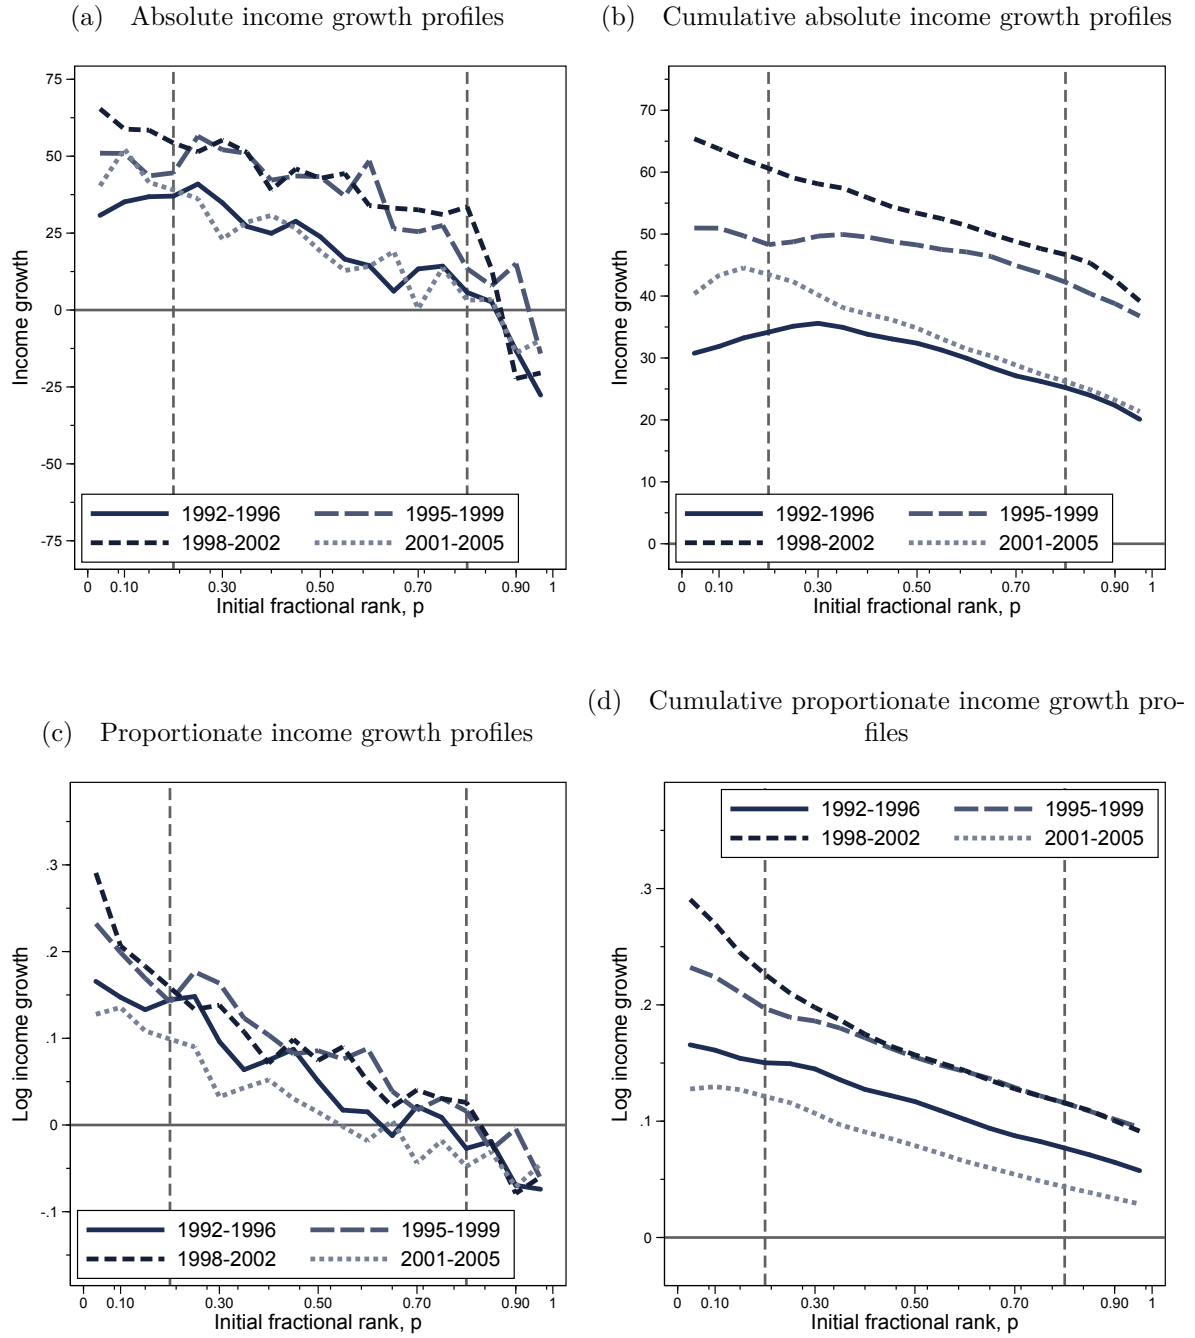 (a) Absolute income growth profiles
75
50
25
0
-25
-50
-75
Income growth
1992-1996 1995-1999
1998-2002 2001-2005
0 0.10 0.30 0.50 0.70 0.90 1
Initial fractional rank, p
(b) Cumulative absolute income growth profiles
70
60
50
40
30
20
10
0
Income growth
1992-1996 1995-1999
1998-2002 2001-2005
0 0.10 0.30 0.50 0.70 0.90 1
Initial fractional rank, p
(c) Proportionate income growth profiles
.3
.2
.1
0
-.1
Log income growth
1992-1996 1995-1999
1998-2002 2001-2005
0 0.10 0.30 0.50 0.70 0.90 1
Initial fractional rank, p
(d) Cumulative proportionate income growth pro-
files
1992-1996 1995-1999
1998-2002 2001-2005
.3
.2
.1
0
Log income growth
0 0.10 0.30 0.50 0.70 0.90 1
Initial fractional rank, p